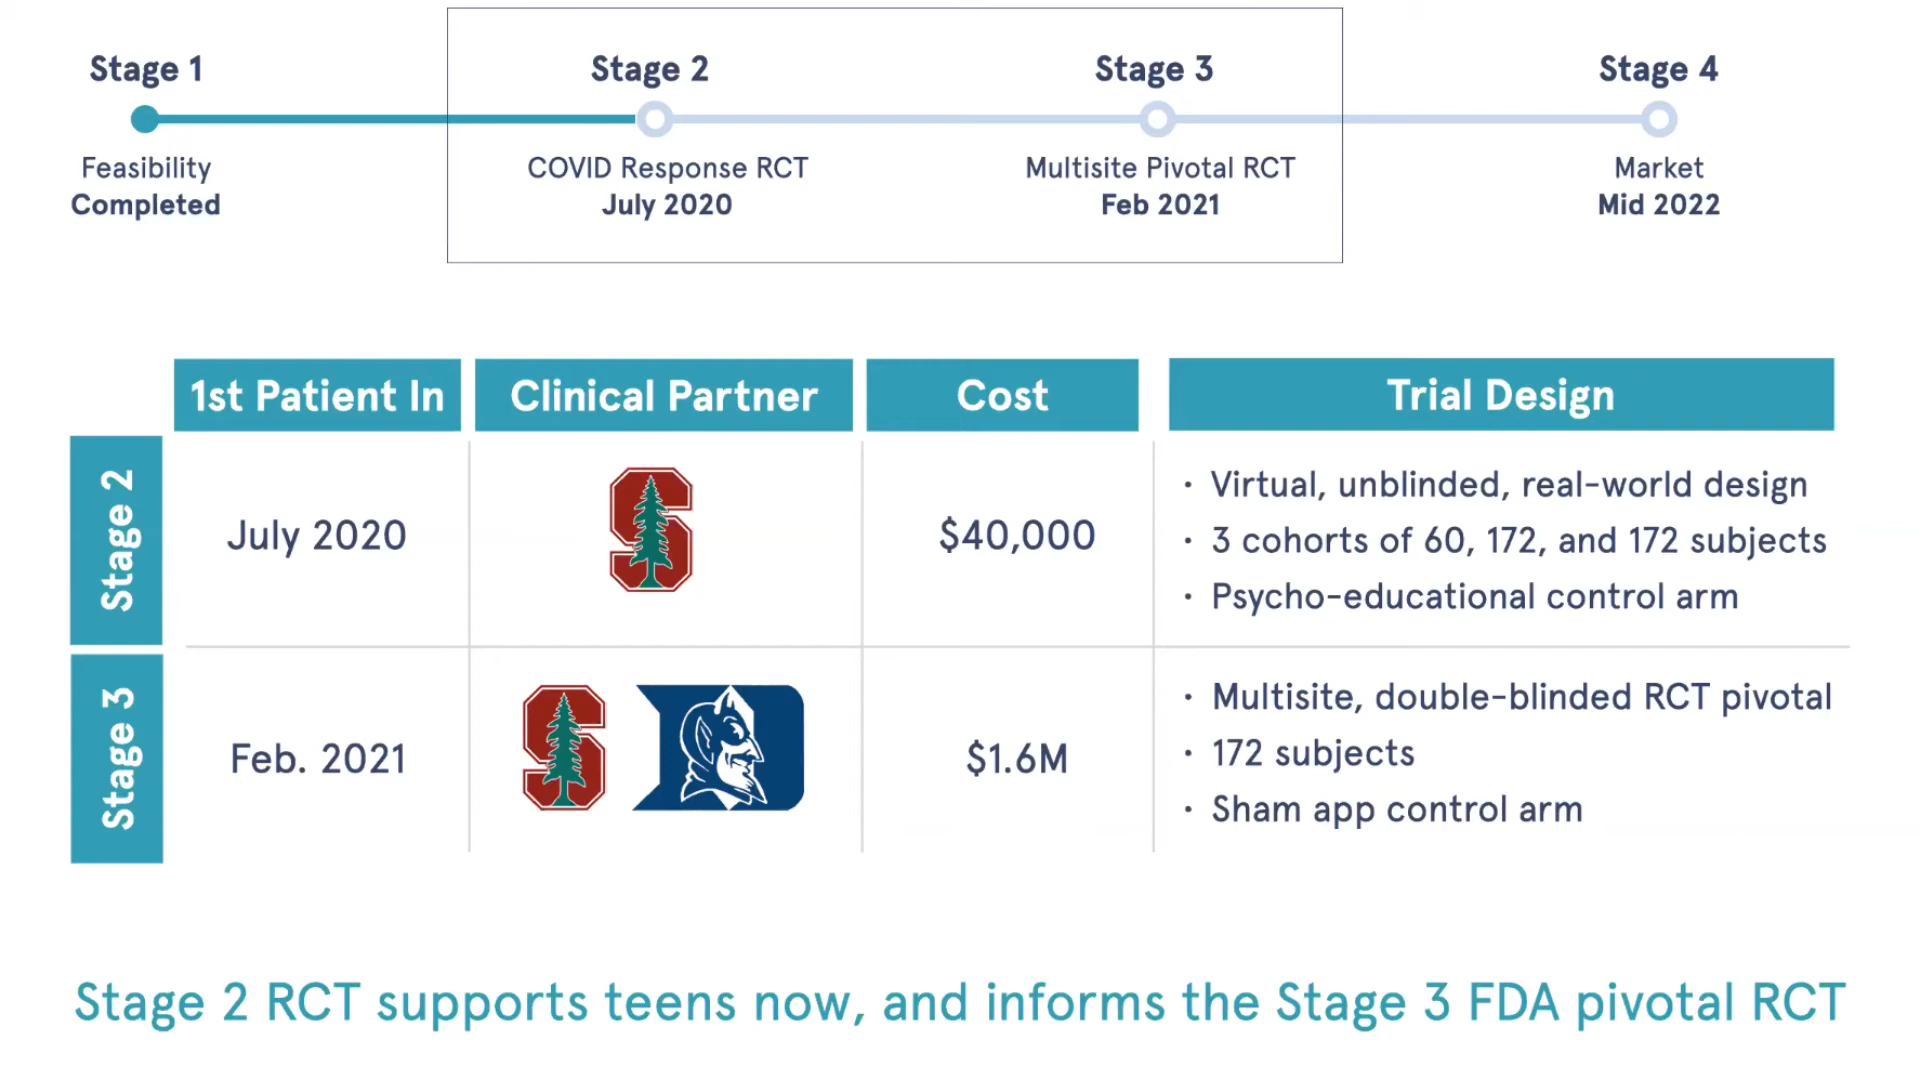 Stage 1
Stage 2
Stage 3
Stage 4
Feasibility
Completed
COVID Response RCT
July 2020
Multisite Pivotal RCT
Feb 2021
Market
Mid 2022
1st Patient In
Clinical Partner
Cost
Trial Design
Stage 2
July 2020
S
$40,000
· Virtual, unblinded, real-world design
· 3 cohorts of 60, 172, and 172 subjects
· Psycho-educational control arm
Stage 3
Feb. 2021
S
D
$1.6M
· Multisite, double-blinded RCT pivotal
· 172 subjects
· Sham app control arm
Stage 2 RCT supports teens now, and informs the Stage 3 FDA pivotal RCT